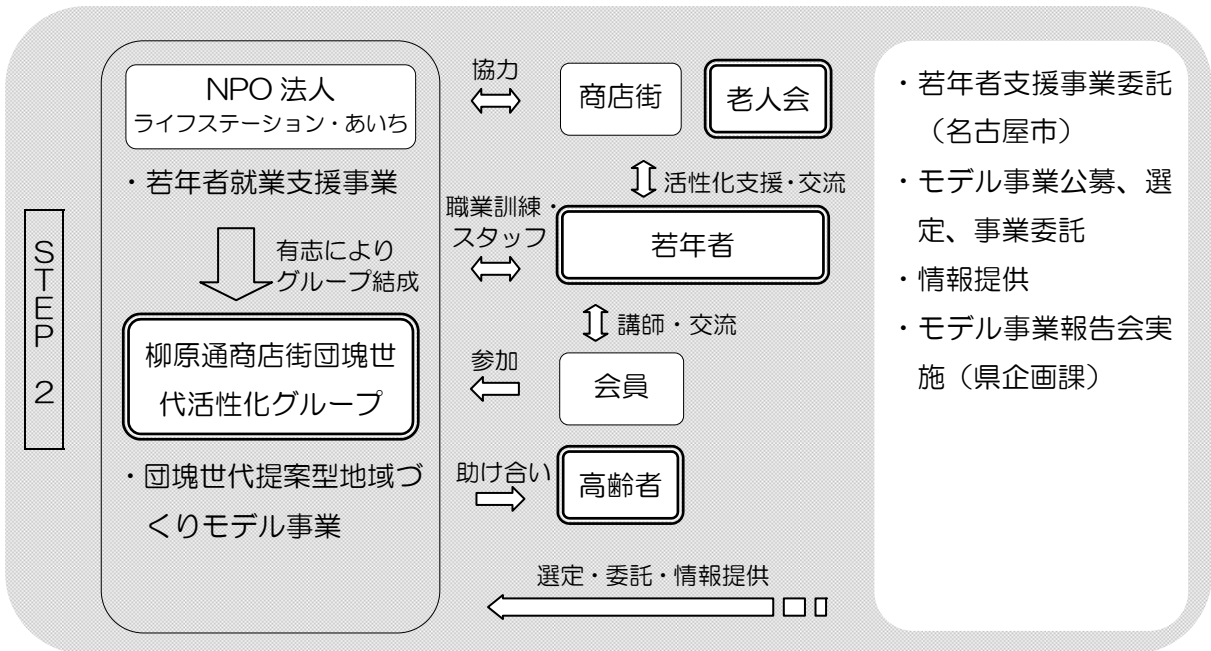 STEP 2
NPO 法人
ライフステーション・あいち
・若年者就業支援事業
有志により
グループ結成
柳原通商店街団塊世
代活性化グループ
・団塊世代提案型地域づ
くりモデル事業
協力
商店街
老人会
活性化支援・交流
職業訓練・
スタッフ
若年者
講師・交流
参加
会員
助け合い
高齢者
選定・委託・情報提供
・若年者支援事業委託
（名古屋市）
・モデル事業公募、選
定、事業委託
・情報提供
・モデル事業報告会実
施（県企画課）